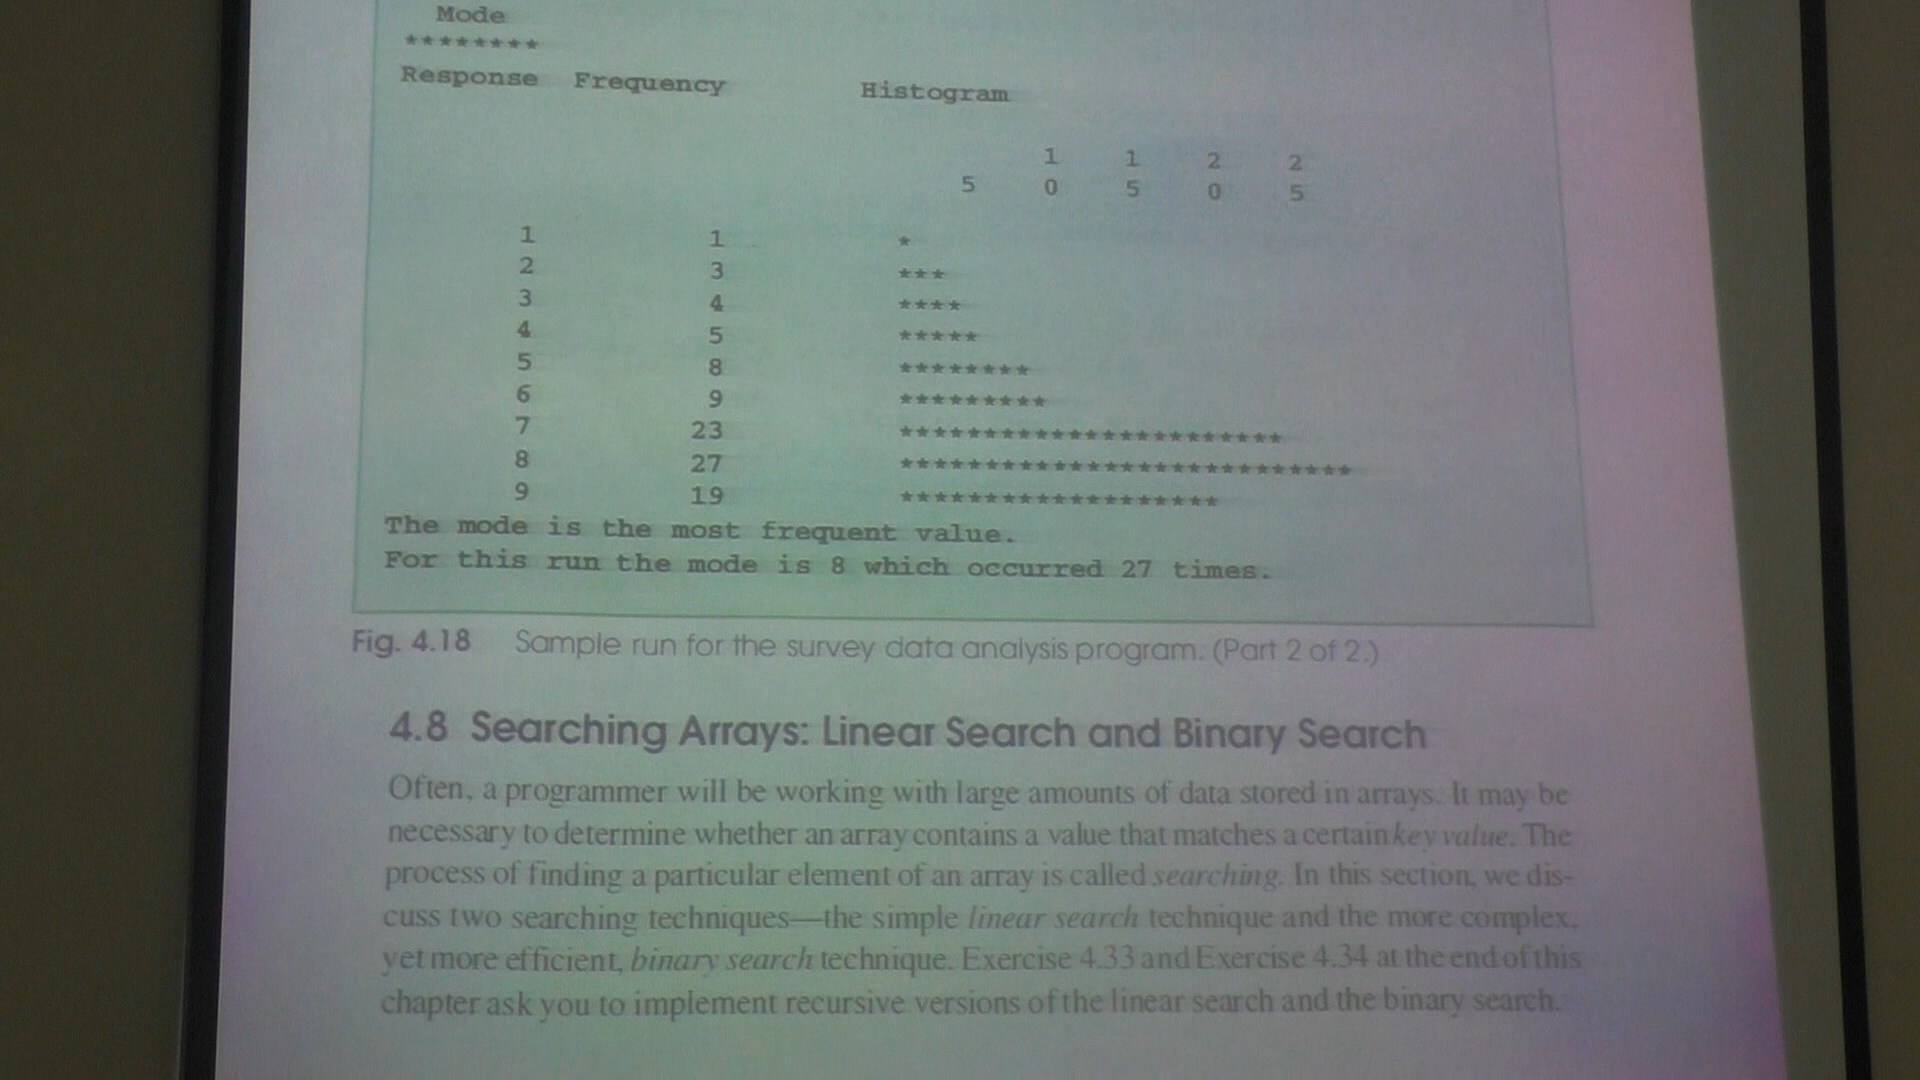 Mode
********
Response Frequency Histogram
1 1 2 2
5 0 5 0 5
1 1 *
2 3 ***
3 4 ****
4 5 *****
5 8 ********
6 9 *********
7 23 ***********************
8 27 ***************************
9 19 *******************
The mode is the most frequent value.
For this run the mode is 8 which occurred 27 times.
Fig. 4.18 Sample run for the survey data analysis program. (Part 2 of 2.)
4.8 Searching Arrays: Linear Search and Binary Search
Often, a programmer will be working with large amounts of data stored in arrays. It may be
necessary to determine whether an array contains a value that matches a certain key value. The
process of finding a particular element of an array is called searching. In this section, we dis-
cuss two searching techniques—the simple linear search technique and the more complex,
yet more efficient, binary search technique. Exercise 4.33 and Exercise 4.34 at the end of this
chapter ask you to implement recursive versions of the linear search and the binary search.